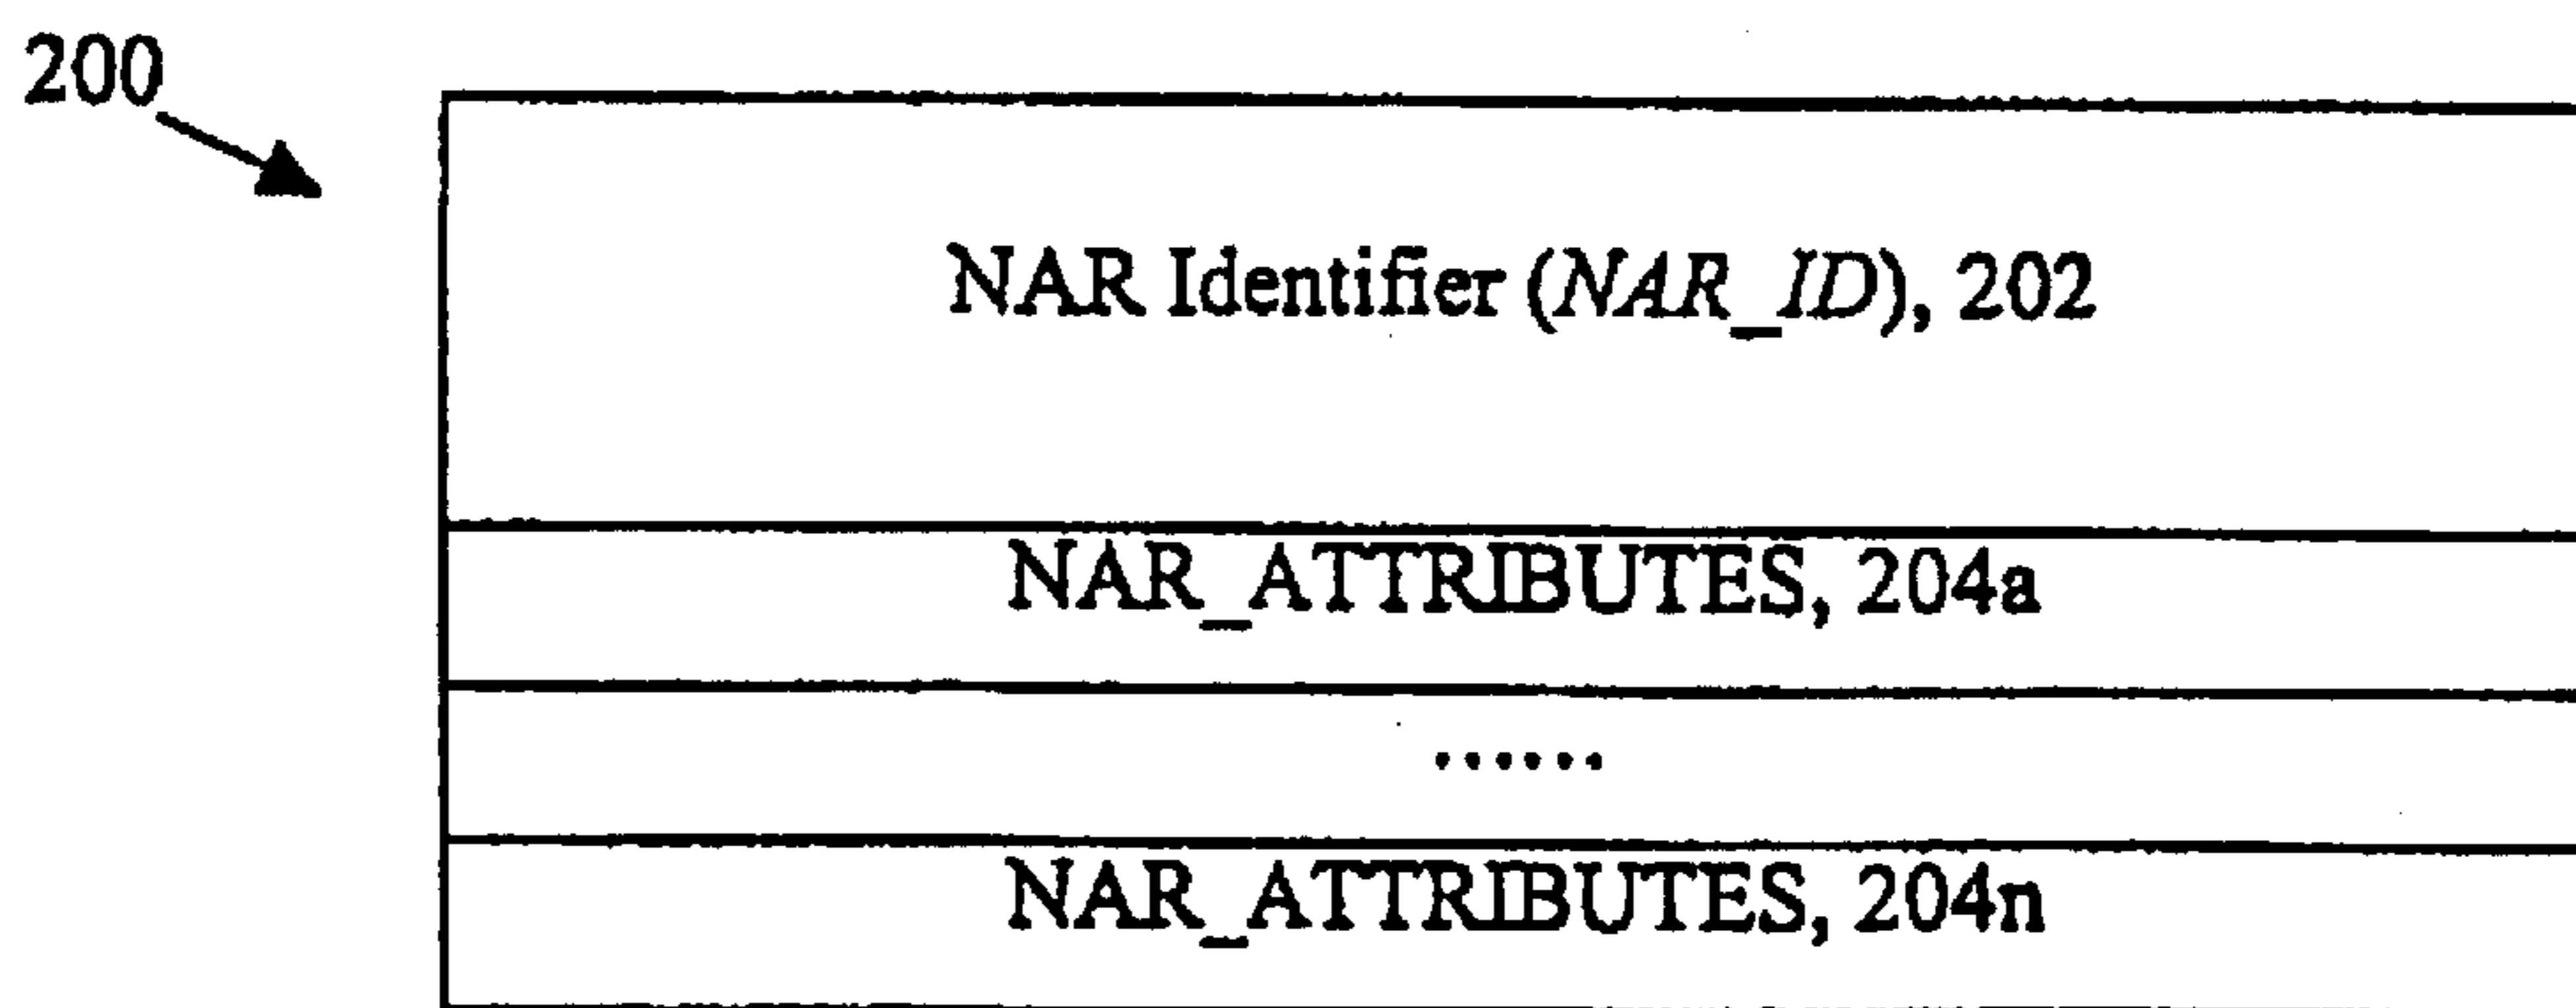 200
NAR Identifier (NAR_ID), 202
NAR_ATTRIBUTES, 204a
......
NAR_ATTRIBUTES, 204n